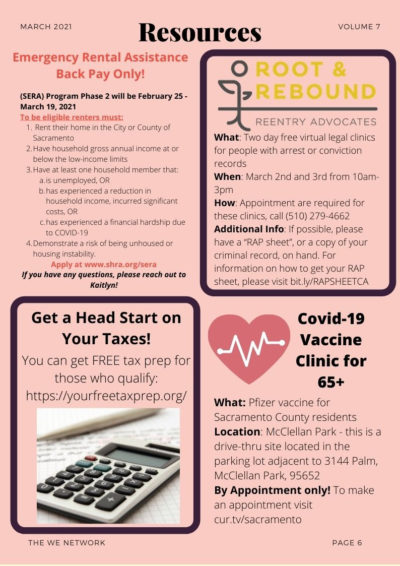 MARCH 2021
Resources
VOLUME 7
Emergency Rental Assistance
Back Pay Only!
(SERA) Program Phase 2 will be February 25 -
March 19, 2021
To be eligible renters must:
1. Rent their home in the City or County of
Sacramento
2. Have household gross annual income at or
below the low-income limits
3. Have at least one household member that:
a. is unemployed, OR
b. has experienced a reduction in
household income, incurred significant
costs, OR
c. has experienced a financial hardship due
to COVID-19
4. Demonstrate a risk of being unhoused or
housing instability.
Apply at www.shra.org/sera
If you have any questions, please reach out to
Kaitlyn!
ROOT &
REBOUND
REENTRY ADVOCATES
What: Two day free virtual legal clinics
for people with arrest or conviction
records
When: March 2nd and 3rd from 10am-
3pm
How: Appointment are required for
these clinics, call (510) 279-4662
Additional Info: If possible, please
have a "RAP sheet", or a copy of your
criminal record, on hand. For
information on how to get your RAP
sheet, please visit bit.ly/RAPSHEETCA
Get a Head Start on
Your Taxes!
You can get FREE tax prep for
those who qualify:
https://yourfreetaxprep.org/
Covid-19
Vaccine
Clinic for
65+
What: Pfizer vaccine for
Sacramento County residents
Location: McClellan Park - this is a
drive-thru site located in the
parking lot adjacent to 3144 Palm,
McClellan Park, 95652
By Appointment only! To make
an appointment visit
cur.tv/sacramento
THE WE NETWORK
PAGE 6